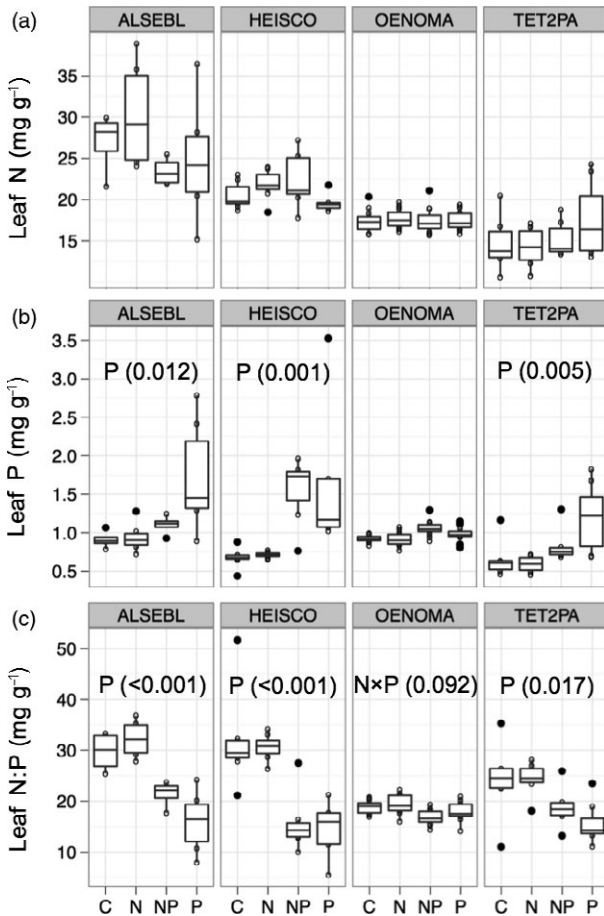 (a)
ALSEBL HEISCO OENOMA TET2PA
Leaf N (mg g⁻¹)
35
30
25
20
15
(b)
ALSEBL HEISCO OENOMA TET2PA
Leaf P (mg g⁻¹)
3.5
P (0.012) P (0.001) P (0.005)
3.0
2.5
2.0
1.5
1.0
0.5
(c)
ALSEBL HEISCO OENOMA TET2PA
Leaf N:P (mg g⁻¹)
50
P (<0.001) P (<0.001) N×P (0.092) P (0.017)
40
30
20
10
C N NP P C N NP P C N NP P C N NP P